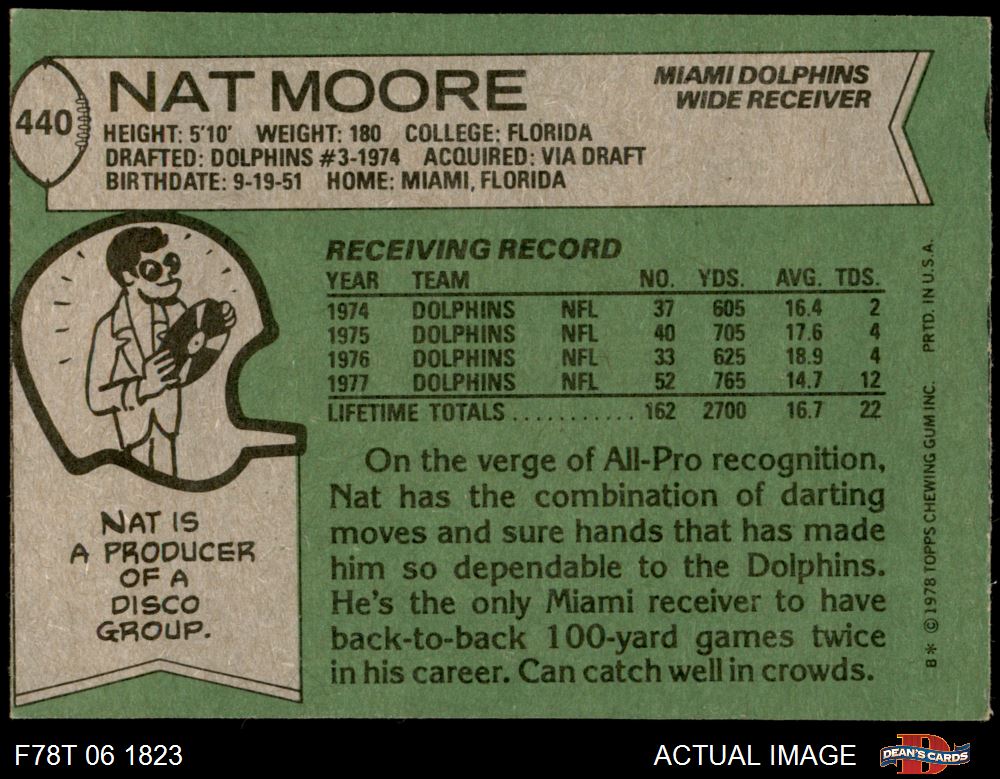 440
NAT MOORE
MIAMI DOLPHINS
WIDE RECEIVER
HEIGHT: 5'10' WEIGHT: 180 COLLEGE: FLORIDA
DRAFTED: DOLPHINS #3-1974 ACQUIRED: VIA DRAFT
BIRTHDATE: 9-19-51 HOME: MIAMI, FLORIDA
RECEIVING RECORD
YEAR TEAM NO. YDS. AVG. TDS.
1974 DOLPHINS NFL 37 605 16.4 2
1975 DOLPHINS NFL 40 705 17.6 4
1976 DOLPHINS NFL 33 625 18.9 4
1977 DOLPHINS NFL 52 765 14.7 12
LIFETIME TOTALS ........... 162 2700 16.7 22
On the verge of All-Pro recognition,
Nat has the combination of darting
moves and sure hands that has made
him so dependable to the Dolphins.
He's the only Miami receiver to have
back-to-back 100-yard games twice
in his career. Can catch well in crowds.
NAT IS
A PRODUCER
OF A
DISCO
GROUP.
B* © 1978 TOPPS CHEWING GUM INC. PRTD. IN U.S.A.
F78T 06 1823
ACTUAL IMAGE
D
DEAN'S CARDS